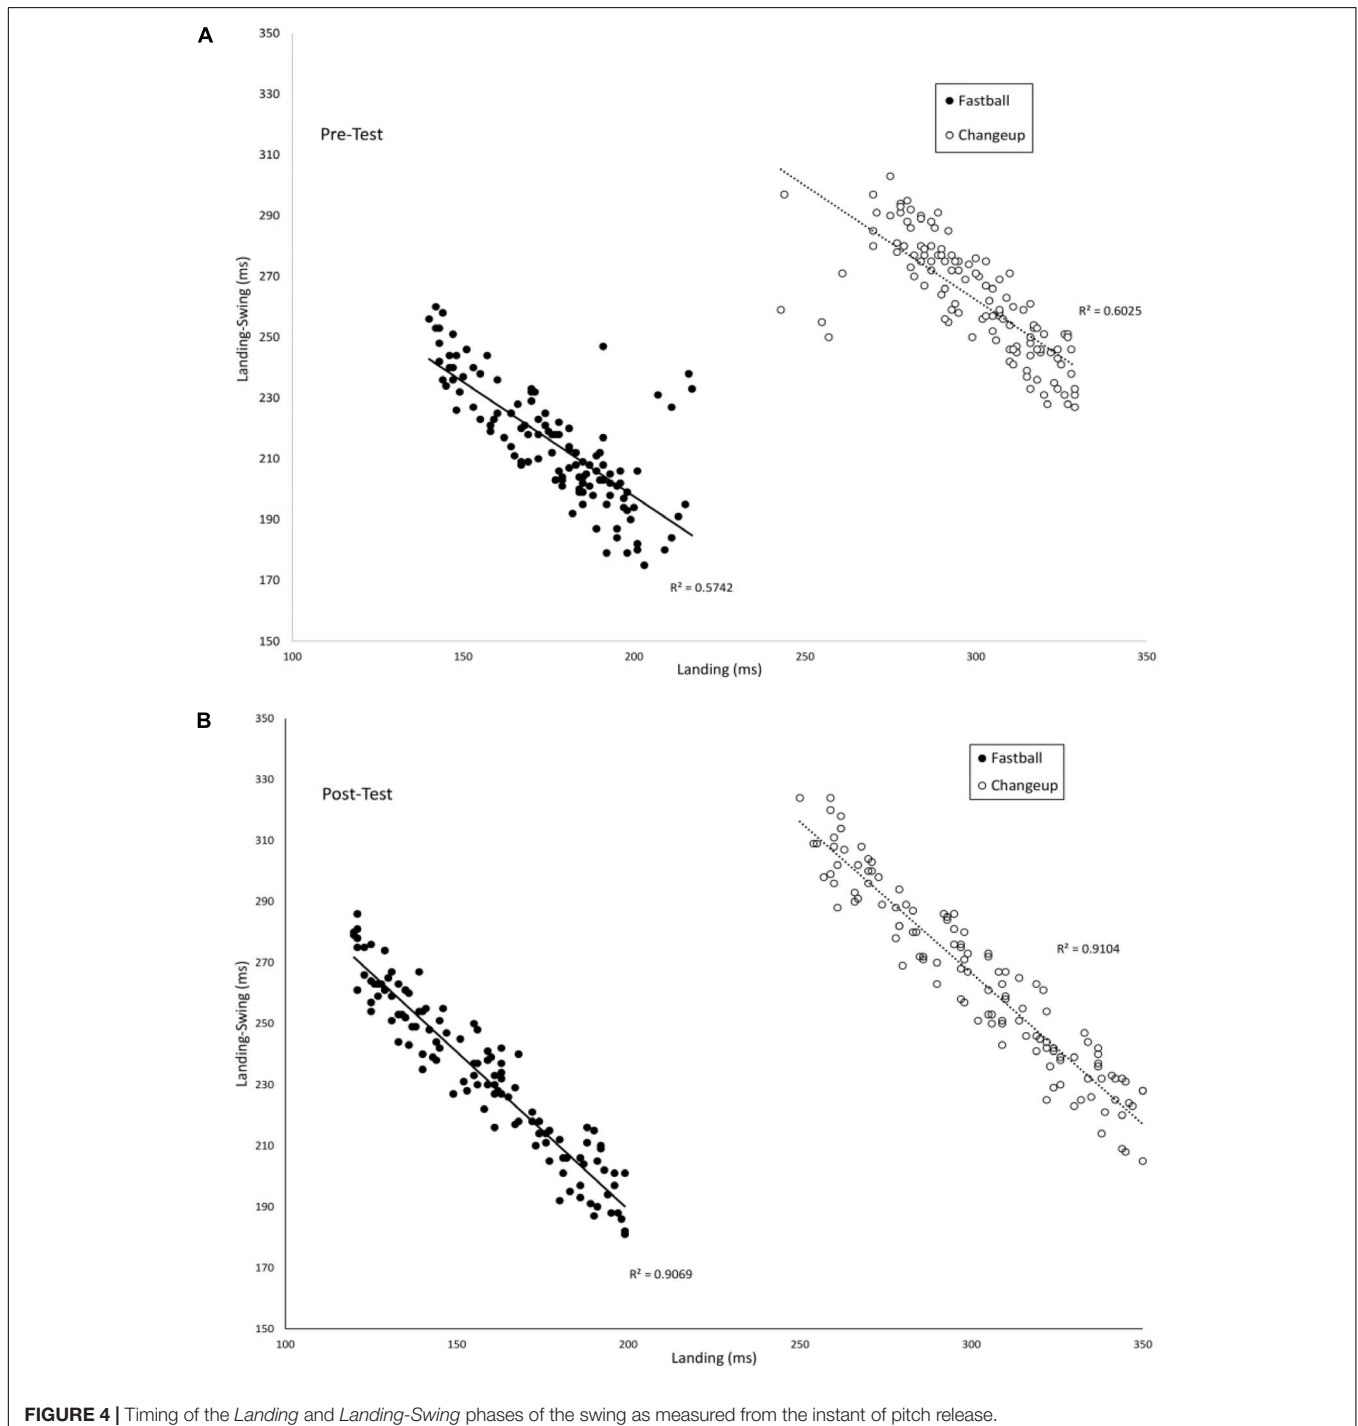 A
350
330
310
290
270
250
230
210
190
170
150
Landing-Swing (ms)
Pre-Test
Fastball
Changeup
R² = 0.6025
R² = 0.5742
100 150 200 250 300 350
Landing (ms)
B
350
330
310
290
270
250
230
210
190
170
150
Landing-Swing (ms)
Post-Test
Fastball
Changeup
R² = 0.9104
R² = 0.9069
100 150 200 250 300 350
Landing (ms)
FIGURE 4 | Timing of the Landing and Landing-Swing phases of the swing as measured from the instant of pitch release.